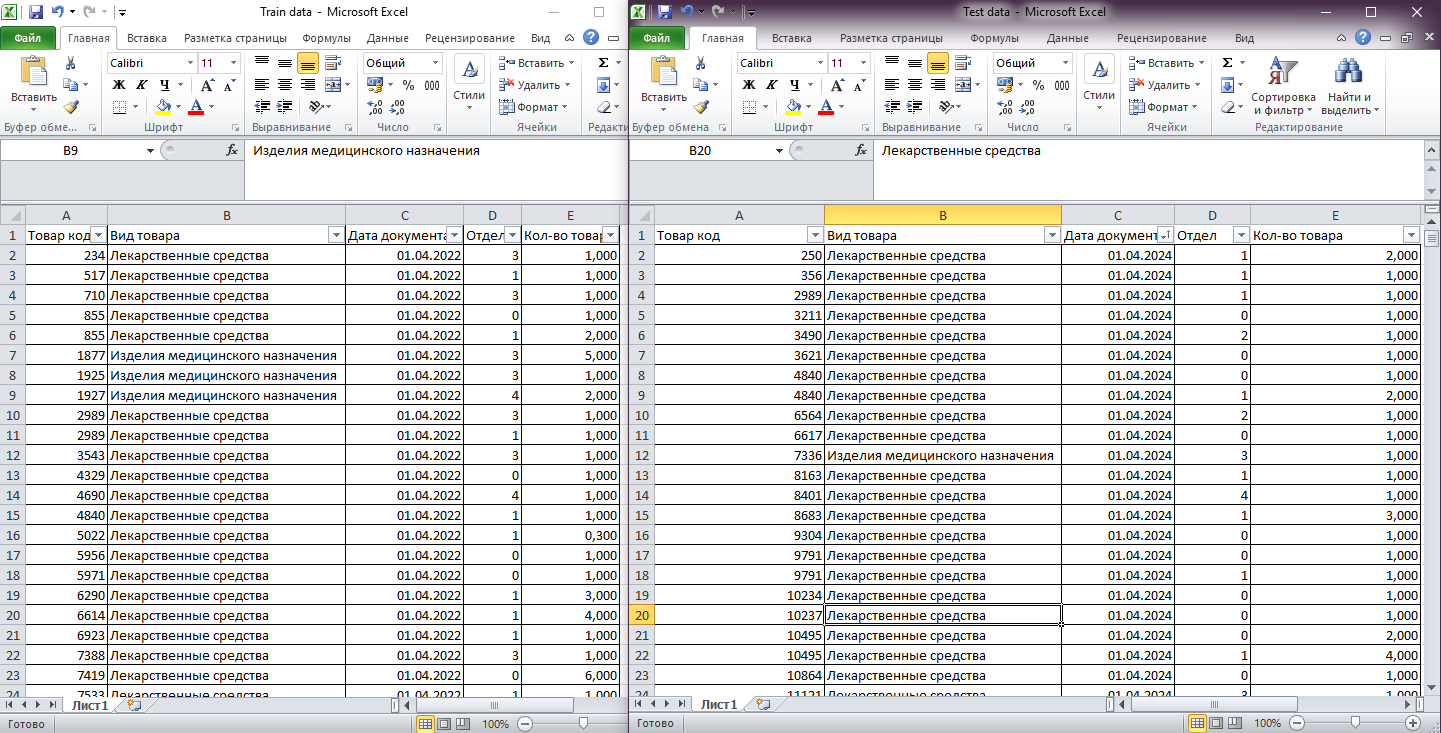 Train data - Microsoft Excel
Файл Главная Вставка Разметка страницы Формулы Данные Рецензирование Вид
Вставить
Calibri 11
Ж К Ч
Общий
% 000
Стили
Вставить
Удалить
Формат
Σ
Буфер обме... Шрифт Выравнивание Число Ячейки Редакти
B9 fx Изделия медицинского назначения
A B C D E
1 Товар код Вид товара Дата документа Отдел Кол-во товар
2 234 Лекарственные средства 01.04.2022 3 1,000
3 517 Лекарственные средства 01.04.2022 1 1,000
4 710 Лекарственные средства 01.04.2022 3 1,000
5 855 Лекарственные средства 01.04.2022 0 1,000
6 855 Лекарственные средства 01.04.2022 1 2,000
7 1877 Изделия медицинского назначения 01.04.2022 3 5,000
8 1925 Изделия медицинского назначения 01.04.2022 3 1,000
9 1927 Изделия медицинского назначения 01.04.2022 4 2,000
10 2989 Лекарственные средства 01.04.2022 3 1,000
11 2989 Лекарственные средства 01.04.2022 1 1,000
12 3543 Лекарственные средства 01.04.2022 3 1,000
13 4329 Лекарственные средства 01.04.2022 0 1,000
14 4690 Лекарственные средства 01.04.2022 4 1,000
15 4840 Лекарственные средства 01.04.2022 1 1,000
16 5022 Лекарственные средства 01.04.2022 1 0,300
17 5956 Лекарственные средства 01.04.2022 0 1,000
18 5971 Лекарственные средства 01.04.2022 0 1,000
19 6290 Лекарственные средства 01.04.2022 1 3,000
20 6614 Лекарственные средства 01.04.2022 1 4,000
21 6923 Лекарственные средства 01.04.2022 1 1,000
22 7388 Лекарственные средства 01.04.2022 3 1,000
23 7419 Лекарственные средства 01.04.2022 0 6,000
24 7533 Лекарственные средства 01.04.2022 1 1,000
Лист1
Готово 100%
Test data - Microsoft Excel
Файл Главная Вставка Разметка страницы Формулы Данные Рецензирование Вид
Вставить
Calibri 11
Ж К Ч
Общий
% 000
Стили
Вставить
Удалить
Формат
Σ
Сортировка и фильтр
Найти и выделить
Буфер обмена Шрифт Выравнивание Число Ячейки Редактирование
B20 fx Лекарственные средства
A B C D E
1 Товар код Вид товара Дата документ Отдел Кол-во товара
2 250 Лекарственные средства 01.04.2024 1 2,000
3 356 Лекарственные средства 01.04.2024 1 1,000
4 2989 Лекарственные средства 01.04.2024 1 1,000
5 3211 Лекарственные средства 01.04.2024 0 1,000
6 3490 Лекарственные средства 01.04.2024 2 1,000
7 3621 Лекарственные средства 01.04.2024 0 1,000
8 4840 Лекарственные средства 01.04.2024 0 1,000
9 4840 Лекарственные средства 01.04.2024 1 2,000
10 6564 Лекарственные средства 01.04.2024 2 1,000
11 6617 Лекарственные средства 01.04.2024 0 1,000
12 7336 Изделия медицинского назначения 01.04.2024 3 1,000
13 8163 Лекарственные средства 01.04.2024 1 1,000
14 8401 Лекарственные средства 01.04.2024 4 1,000
15 8683 Лекарственные средства 01.04.2024 1 3,000
16 9304 Лекарственные средства 01.04.2024 0 1,000
17 9791 Лекарственные средства 01.04.2024 0 1,000
18 9791 Лекарственные средства 01.04.2024 1 1,000
19 10234 Лекарственные средства 01.04.2024 0 1,000
20 10237 Лекарственные средства 01.04.2024 0 1,000
21 10495 Лекарственные средства 01.04.2024 0 2,000
22 10495 Лекарственные средства 01.04.2024 1 4,000
23 10864 Лекарственные средства 01.04.2024 0 1,000
24 11121 Лекарственные средства 01.04.2024 3 1,000
Лист1
Готово 100%